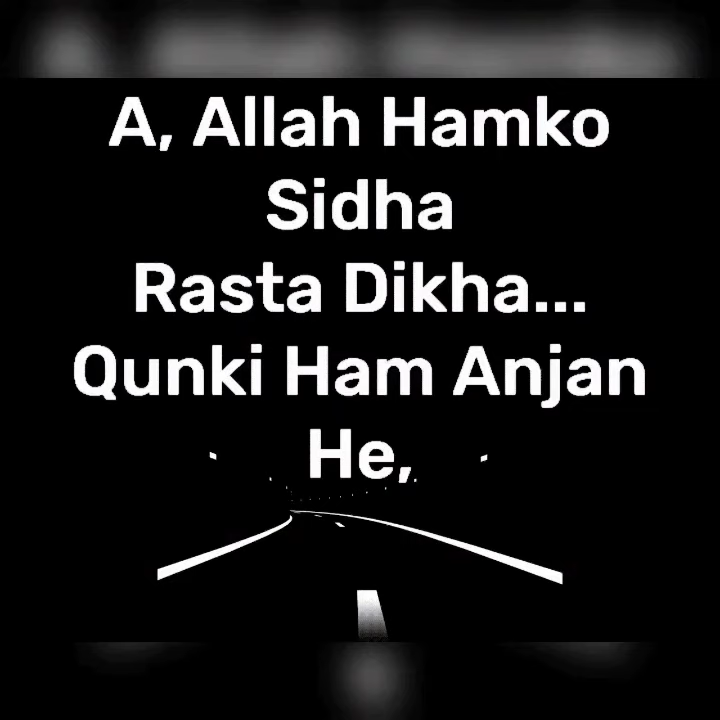 A, Allah Hamko
Sidha
Rasta Dikha...
Qunki Ham Anjan
He,